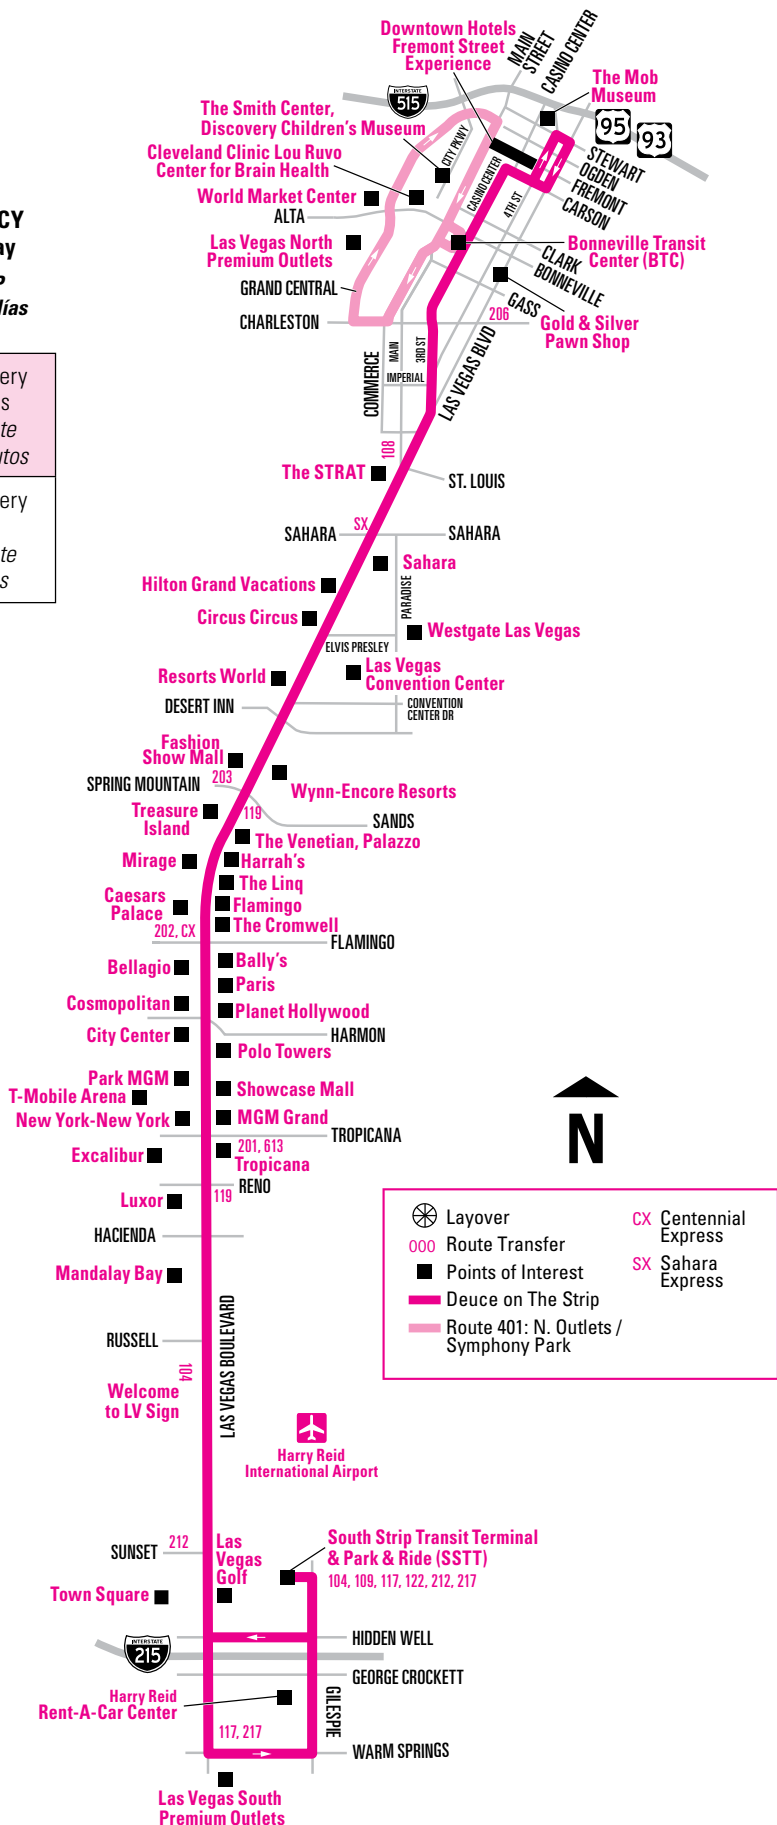 Downtown Hotels
Fremont Street
Experience
MAIN
STREET
CASINO CENTER
The Mob
Museum
INTERSTATE
515
95
93
The Smith Center,
Discovery Children's Museum
Cleveland Clinic Lou Ruvo
Center for Brain Health
CITY PKWY
CASINO CENTER
4TH ST
STEWART
OGDEN
FREMONT
CARSON
World Market Center
ALTA
Las Vegas North
Premium Outlets
Bonneville Transit
Center (BTC)
CLARK
BONNEVILLE
GASS
GRAND CENTRAL
CHARLESTON
206
Gold & Silver
Pawn Shop
COMMERCE
MAIN
3RD ST
IMPERIAL
LAS VEGAS BLVD
CY
ay
P
días
ery
s
te
tos
ery
te
s
108
The STRAT
ST. LOUIS
SX
SAHARA
SAHARA
Sahara
PARADISE
Hilton Grand Vacations
Circus Circus
Westgate Las Vegas
ELVIS PRESLEY
Las Vegas
Convention Center
Resorts World
DESERT INN
CONVENTION
CENTER DR
Fashion
Show Mall
203
SPRING MOUNTAIN
Wynn-Encore Resorts
Treasure
Island
119
SANDS
The Venetian, Palazzo
Mirage
Harrah's
The Linq
Caesars
Palace
Flamingo
The Cromwell
202, CX
FLAMINGO
Bellagio
Bally's
Paris
Cosmopolitan
Planet Hollywood
City Center
HARMON
Polo Towers
Park MGM
T-Mobile Arena
Showcase Mall
New York-New York
MGM Grand
TROPICANA
201, 613
Excalibur
Tropicana
RENO
119
Luxor
HACIENDA
Mandalay Bay
N
Layover
000 Route Transfer
Points of Interest
Deuce on The Strip
Route 401: N. Outlets /
Symphony Park
CX Centennial
Express
SX Sahara
Express
LAS VEGAS BOULEVARD
RUSSELL
104
Welcome
to LV Sign
Harry Reid
International Airport
SUNSET
212
Las
Vegas
Golf
South Strip Transit Terminal
& Park & Ride (SSTT)
104, 109, 117, 122, 212, 217
Town Square
INTERSTATE
215
HIDDEN WELL
GEORGE CROCKETT
Harry Reid
Rent-A-Car Center
GILESPIE
117, 217
WARM SPRINGS
Las Vegas South
Premium Outlets